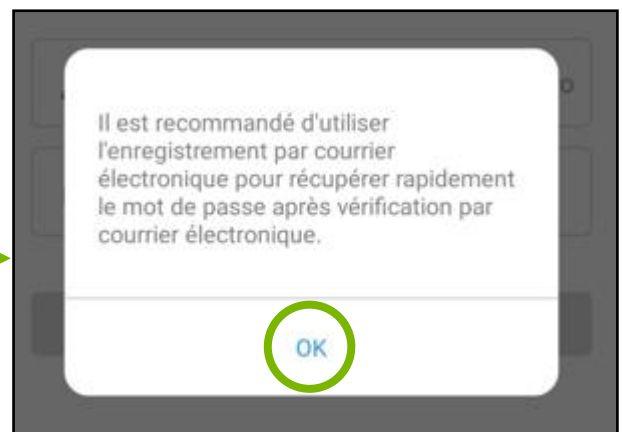 Il est recommandé d'utiliser
l'enregistrement par courrier
électronique pour récupérer rapidement
le mot de passe après vérification par
courrier électronique.
OK